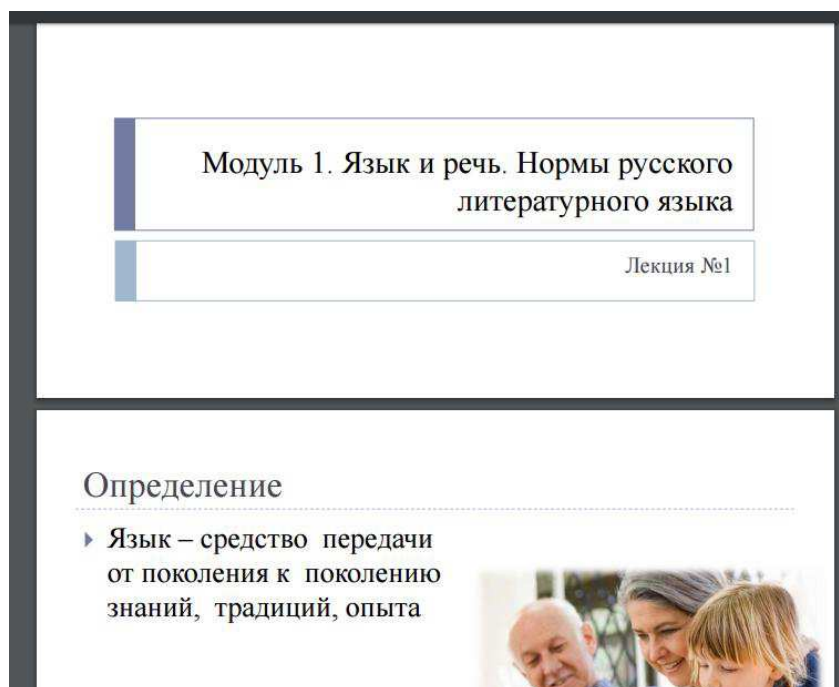 Модуль 1. Язык и речь. Нормы русского
литературного языка
Лекция №1
Определение
Язык – средство передачи
от поколения к поколению
знаний, традиций, опыта